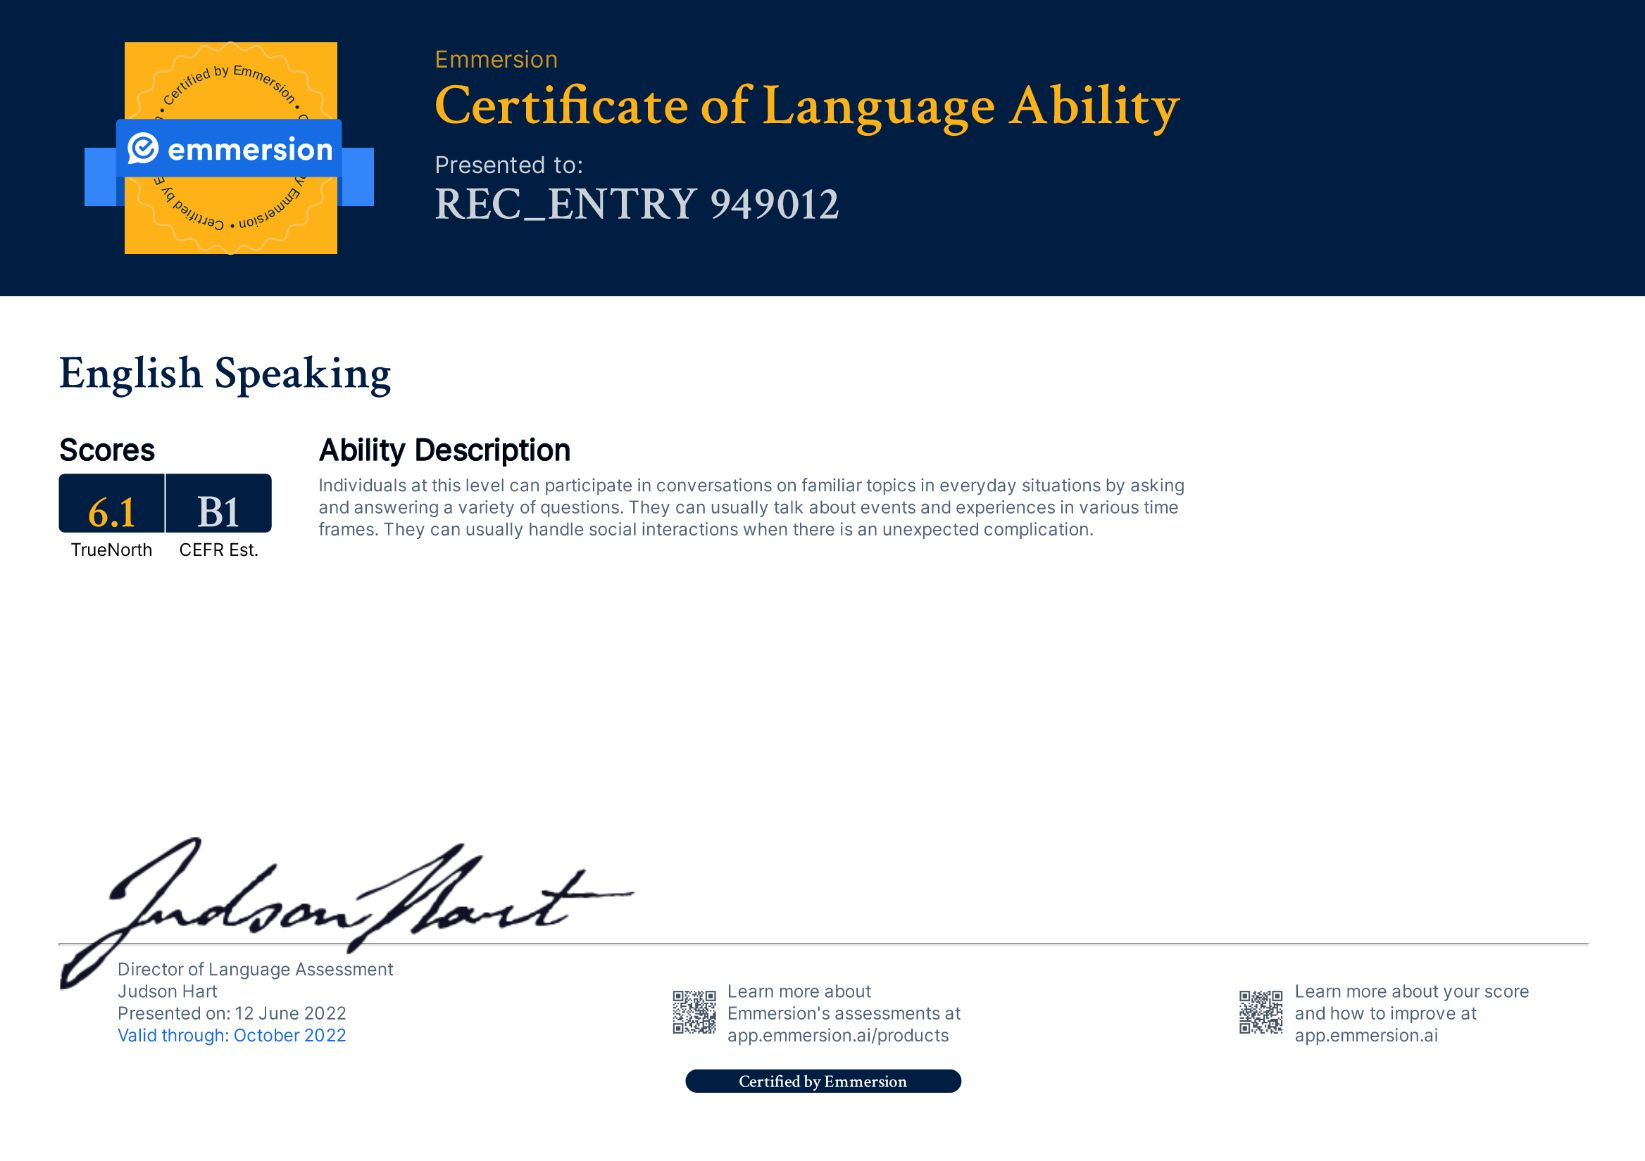 Certified by Emmersion • Certified by Emmersion •
emmersion
Emmersion
Certificate of Language Ability
Presented to:
REC_ENTRY 949012
English Speaking
Scores
6.1 B1
TrueNorth CEFR Est.
Ability Description
Individuals at this level can participate in conversations on familiar topics in everyday situations by asking
and answering a variety of questions. They can usually talk about events and experiences in various time
frames. They can usually handle social interactions when there is an unexpected complication.
Judson Hart
Director of Language Assessment
Judson Hart
Presented on: 12 June 2022
Valid through: October 2022
Learn more about
Emmersion's assessments at
app.emmersion.ai/products
Learn more about your score
and how to improve at
app.emmersion.ai
Certified by Emmersion